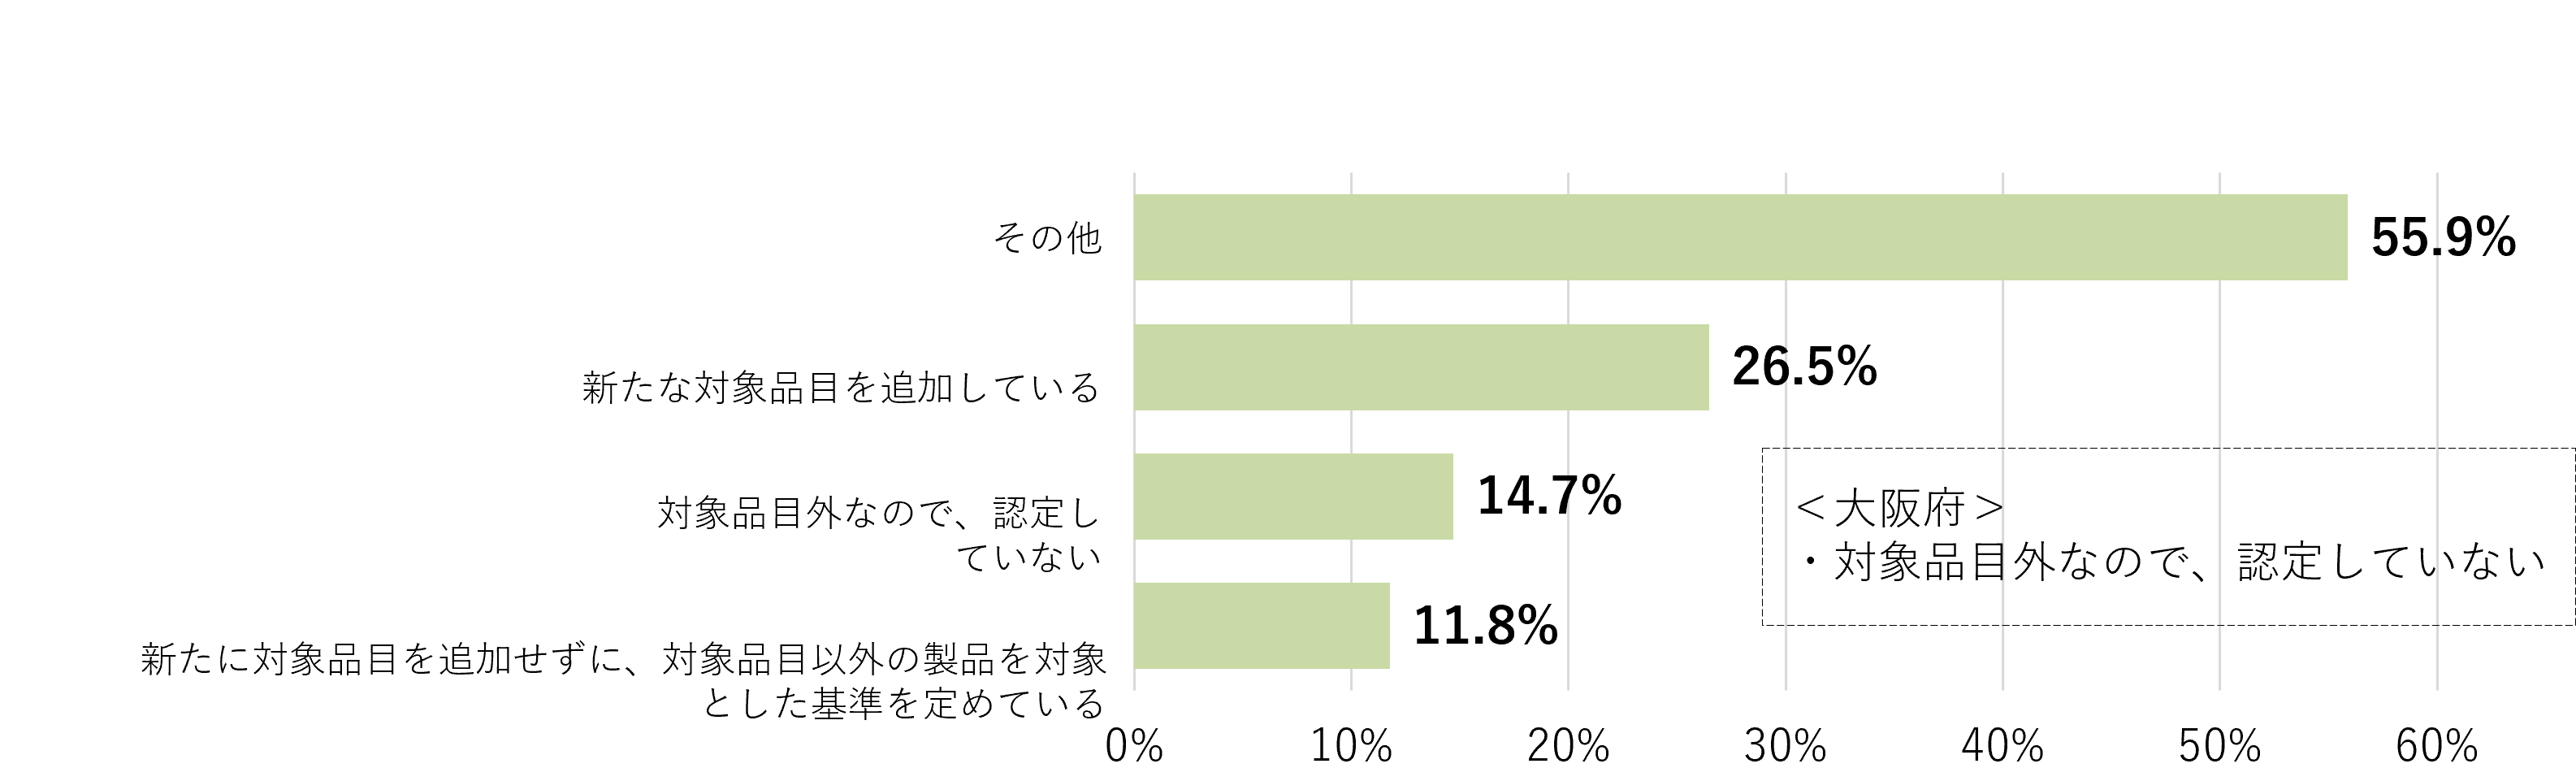 その他
55.9%
新たな対象品目を追加している
26.5%
対象品目外なので、認定し
ていない
14.7%
新たに対象品目を追加せずに、対象品目以外の製品を対象
とした基準を定めている
11.8%
＜大阪府＞
・対象品目外なので、認定していない
0% 10% 20% 30% 40% 50% 60%